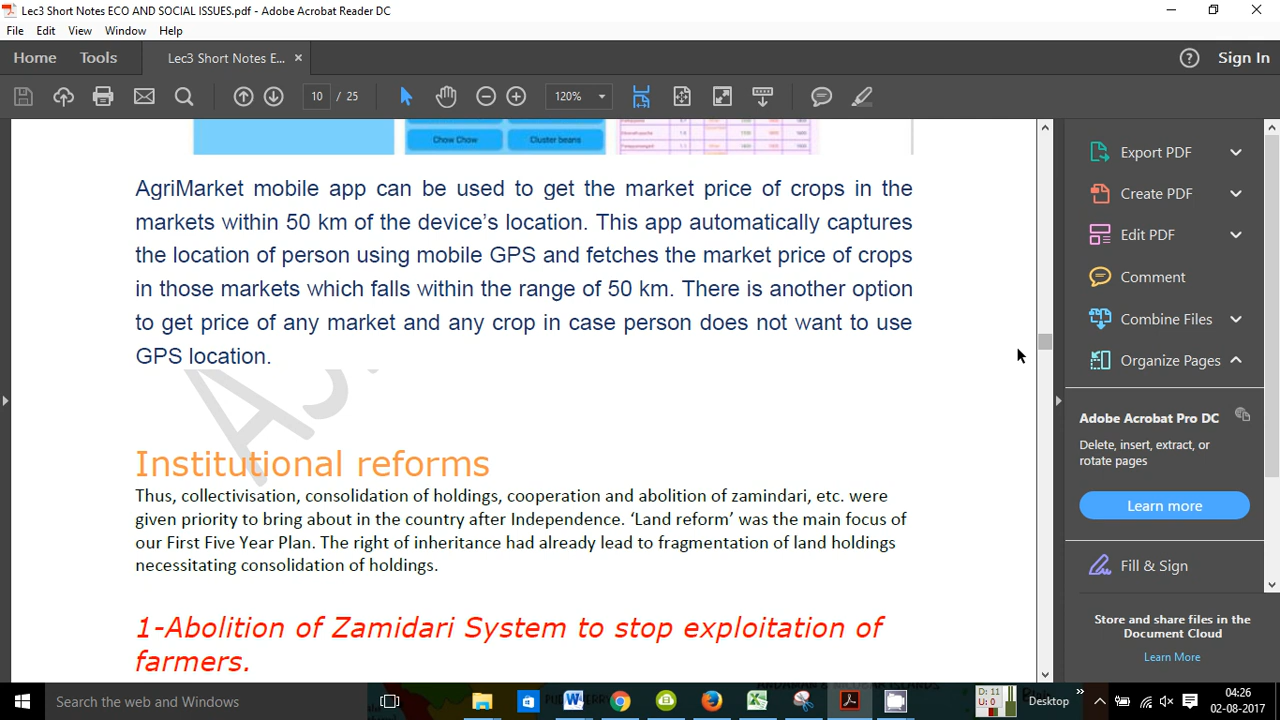 Lec3 Short Notes ECO AND SOCIAL ISSUES.pdf - Adobe Acrobat Reader DC
File Edit View Window Help
Home Tools Lec3 Short Notes E... × Sign In
10 / 25 120%
Chow Chow Cluster beans
AgriMarket mobile app can be used to get the market price of crops in the
markets within 50 km of the device’s location. This app automatically captures
the location of person using mobile GPS and fetches the market price of crops
in those markets which falls within the range of 50 km. There is another option
to get price of any market and any crop in case person does not want to use
GPS location.
Institutional reforms
Thus, collectivisation, consolidation of holdings, cooperation and abolition of zamindari, etc. were
given priority to bring about in the country after Independence. ‘Land reform’ was the main focus of
our First Five Year Plan. The right of inheritance had already lead to fragmentation of land holdings
necessitating consolidation of holdings.
1-Abolition of Zamidari System to stop exploitation of
farmers.
Export PDF
Create PDF
Edit PDF
Comment
Combine Files
Organize Pages
Adobe Acrobat Pro DC
Delete, insert, extract, or
rotate pages
Learn more
Fill & Sign
Store and share files in the
Document Cloud
Learn More
Search the web and Windows
D: 11
U: 0
Desktop
04:26
02-08-2017